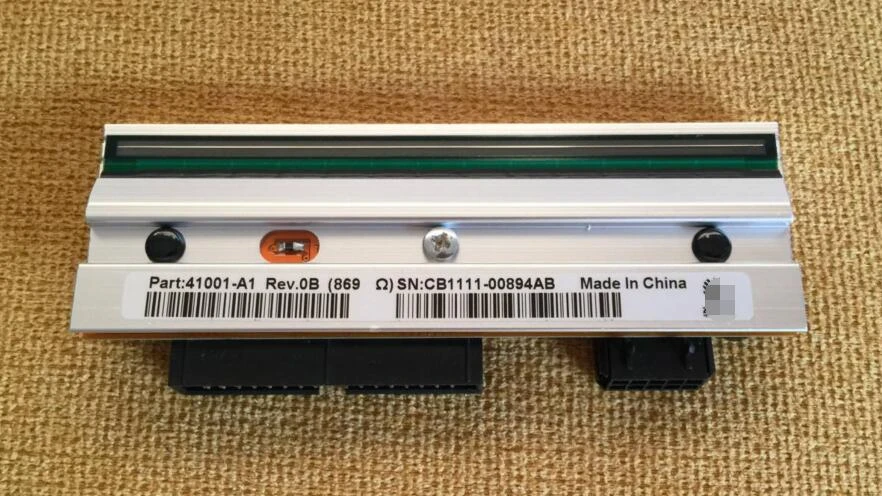 Part:41001-A1 Rev.0B (869 Ω) SN:CB1111-00894AB Made In China